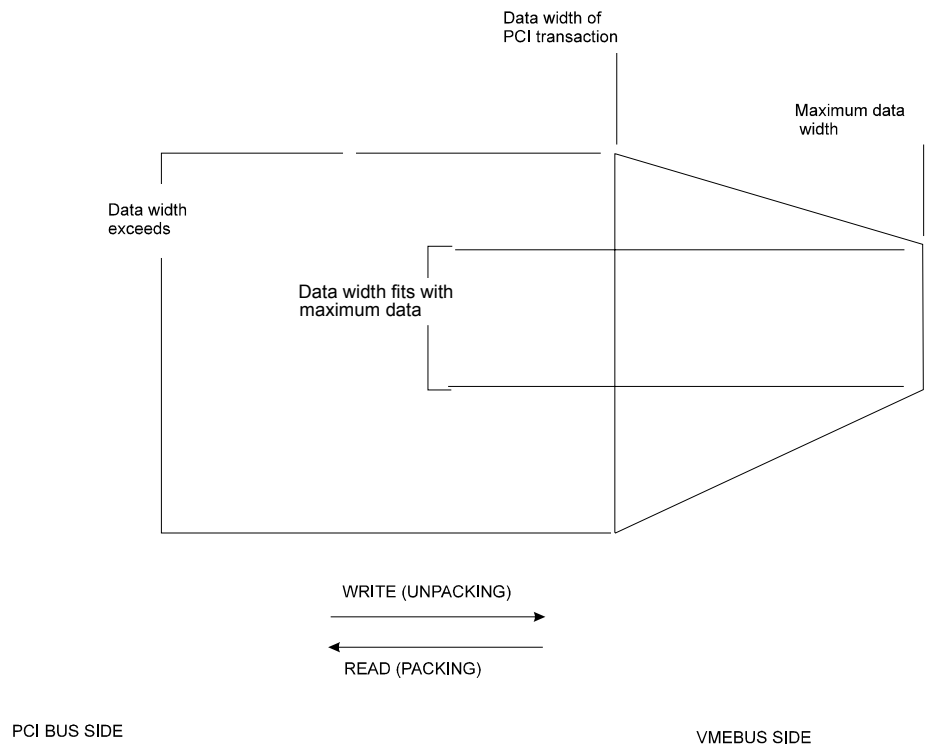 Data width of
PCI transaction
Maximum data
width
Data width
exceeds
Data width fits with
maximum data
WRITE (UNPACKING)
READ (PACKING)
PCI BUS SIDE
VMEBUS SIDE